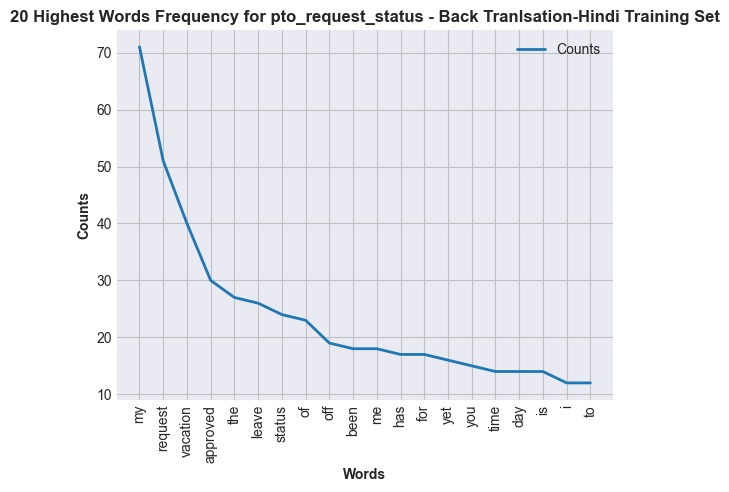 20 Highest Words Frequency for pto_request_status - Back Tranlsation-Hindi Training Set
Counts
70
60
50
40
30
20
10
Counts
my
request
vacation
approved
the
leave
status
of
off
been
me
has
for
yet
you
time
day
is
i
to
Words